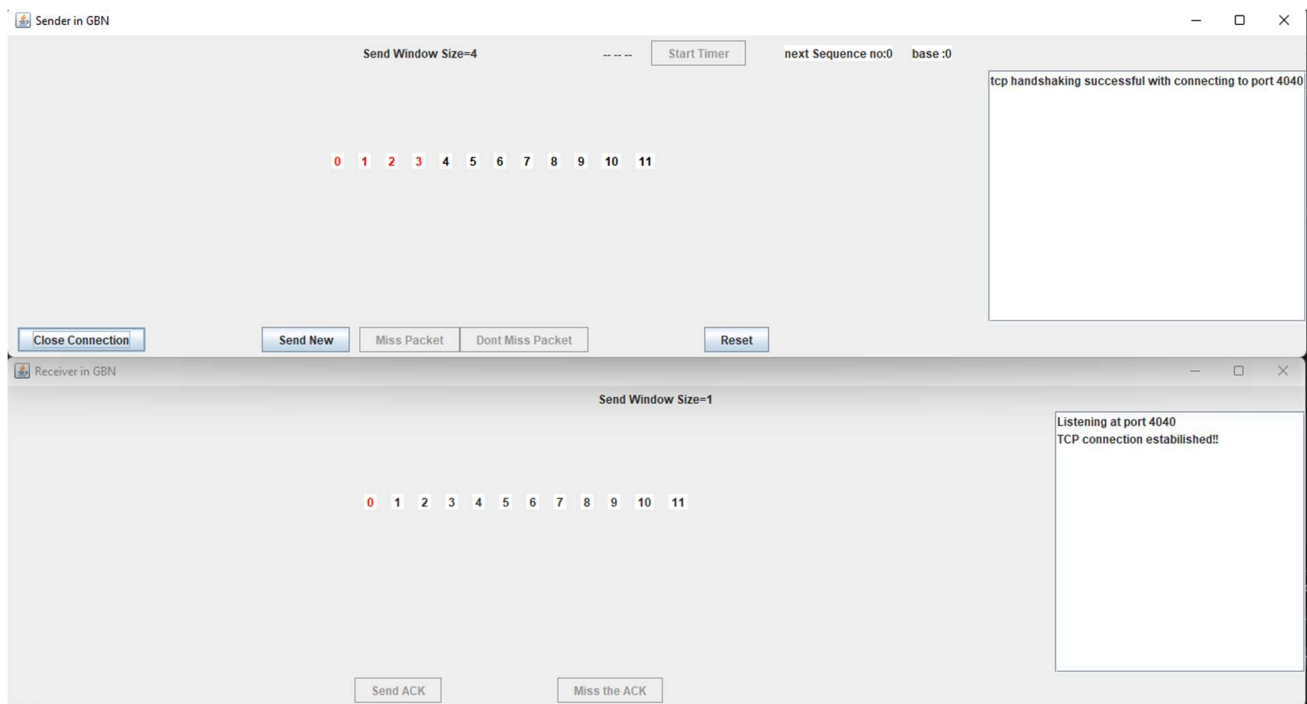 Sender in GBN
Send Window Size=4 -- -- -- Start Timer next Sequence no:0 base :0
tcp handshaking successful with connecting to port 4040
0 1 2 3 4 5 6 7 8 9 10 11
Close Connection Send New Miss Packet Dont Miss Packet Reset
Receiver in GBN
Send Window Size=1
Listening at port 4040
TCP connection estabilished!!
0 1 2 3 4 5 6 7 8 9 10 11
Send ACK Miss the ACK